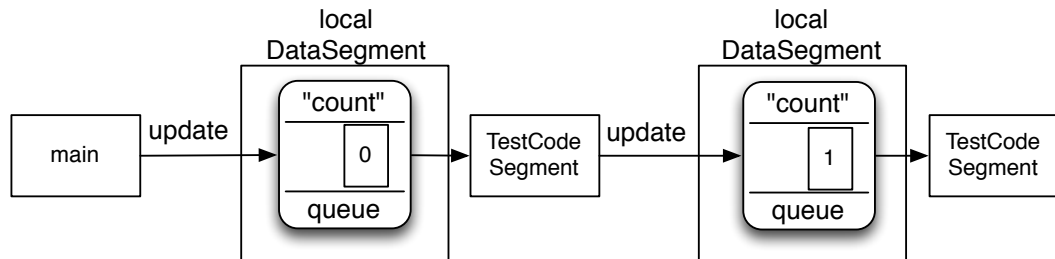 local
DataSegment
local
DataSegment
"count"
"count"
main
update
0
TestCode
Segment
update
1
TestCode
Segment
queue
queue